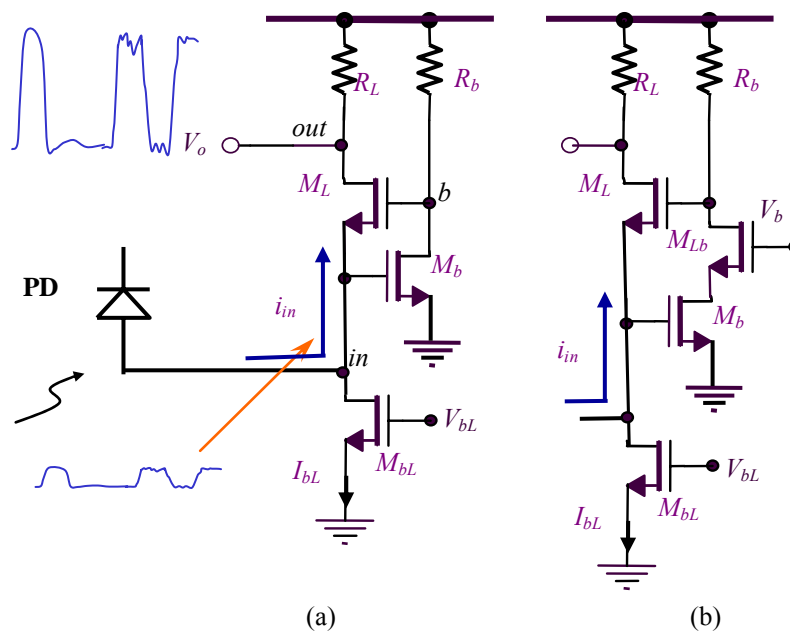 R_L R_b R_L R_b
V_o out
M_L b M_L V_b
M_Lb
PD M_b
i_in i_in M_b
in
V_bL
I_bL M_bL V_bL
I_bL M_bL
(a) (b)